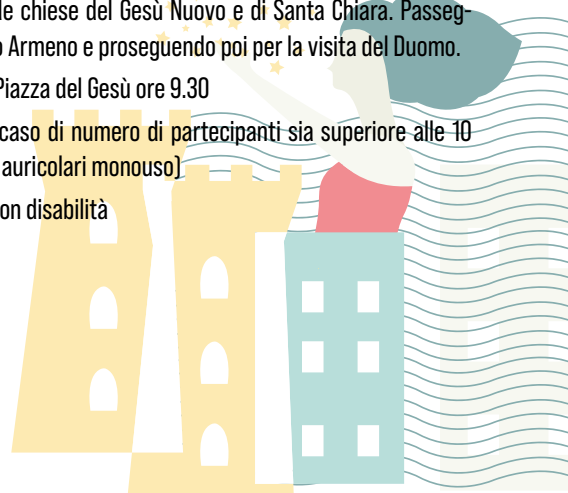 le chiese del Gesù Nuovo e di Santa Chiara. Passeg-
o Armeno e proseguendo poi per la visita del Duomo.
Piazza del Gesù ore 9.30
caso di numero di partecipanti sia superiore alle 10
auricolari monouso)
on disabilità